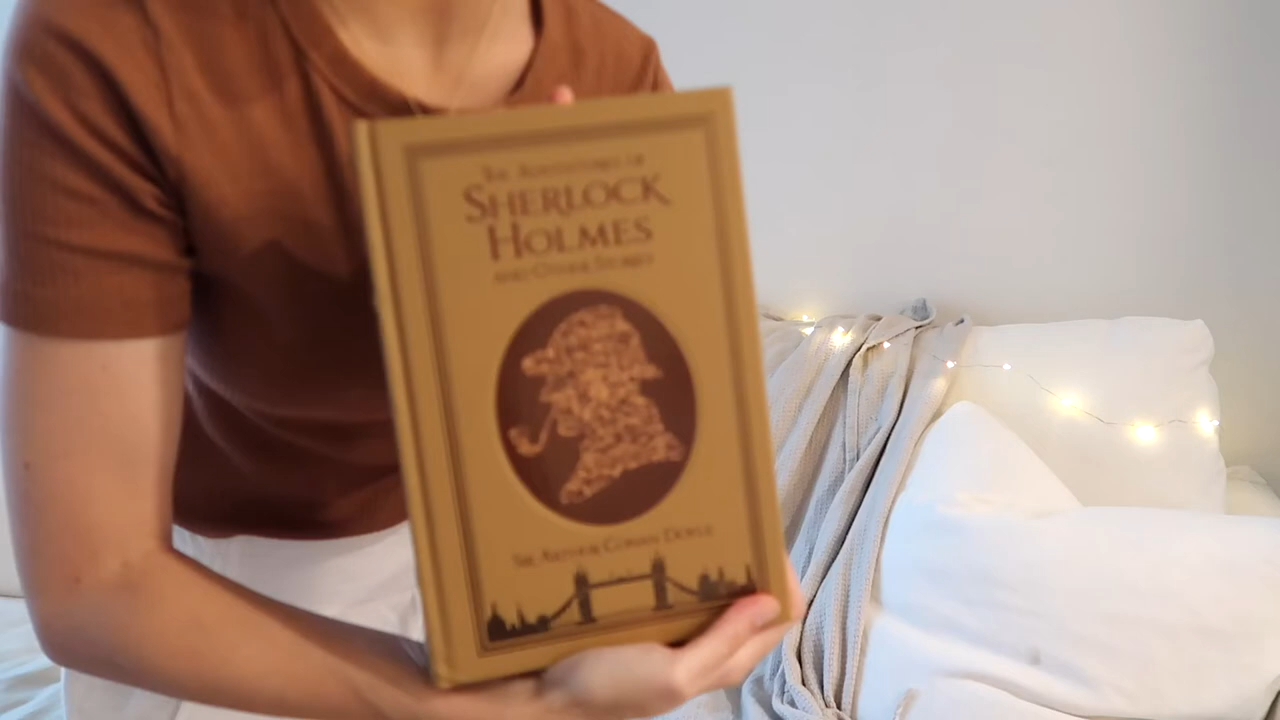 The Adventures of
Sherlock
Holmes
and Other Stories
Sir Arthur Conan Doyle